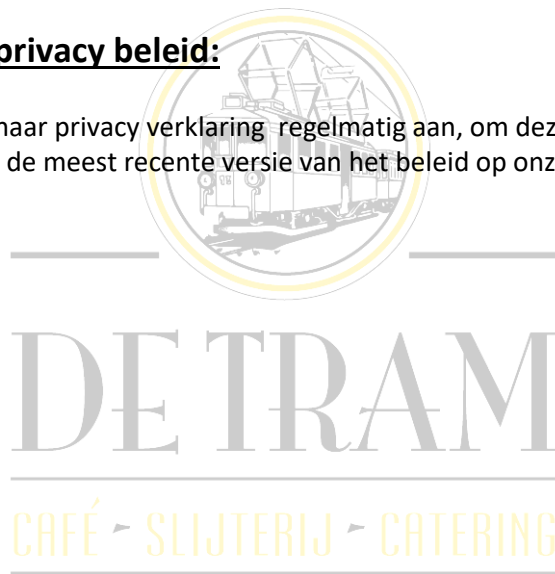 privacy beleid:
naar privacy verklaring regelmatig aan, om dez
de meest recente versie van het beleid op onz
DE TRAM
CAFÉ - SLIJTERIJ - CATERING